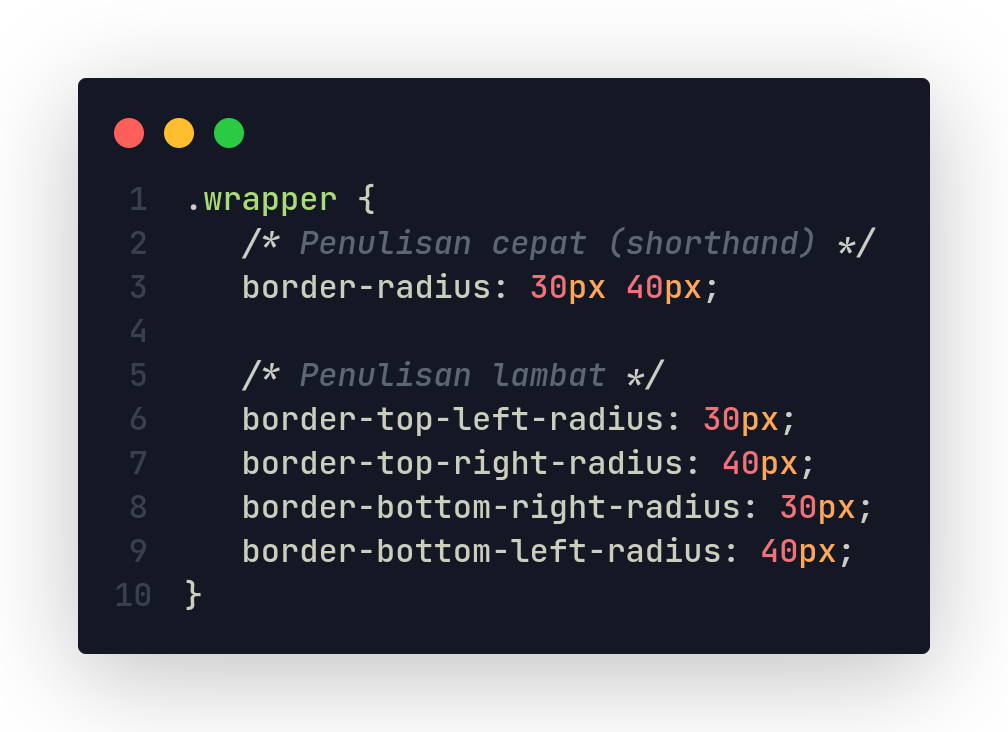 1 .wrapper {
2 /* Penulisan cepat (shorthand) */
3 border-radius: 30px 40px;
4
5 /* Penulisan lambat */
6 border-top-left-radius: 30px;
7 border-top-right-radius: 40px;
8 border-bottom-right-radius: 30px;
9 border-bottom-left-radius: 40px;
10 }